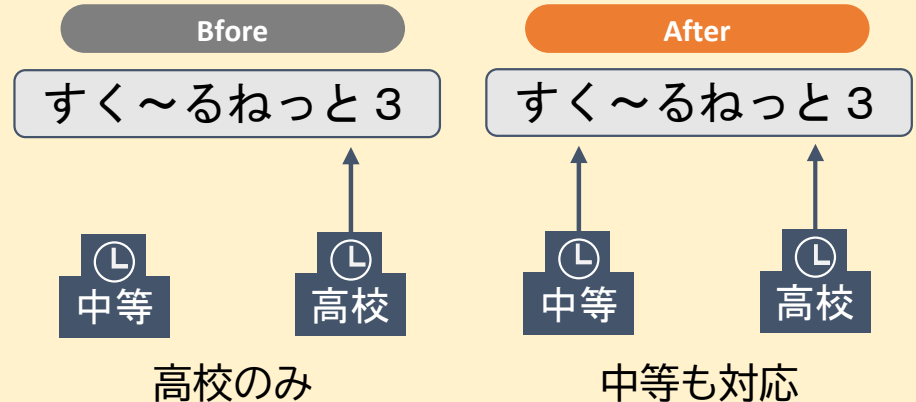 Bfore
After
すく～るねっと３
すく～るねっと３
中等
高校
中等
高校
高校のみ
中等も対応